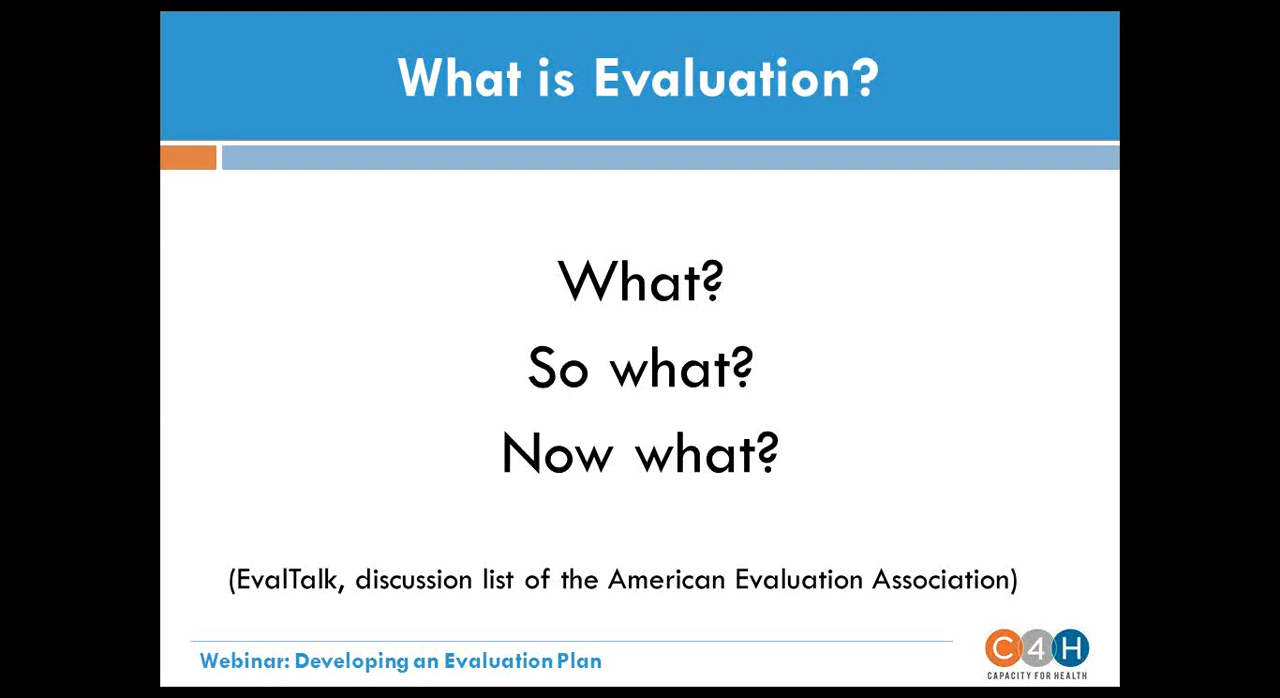 What is Evaluation?
What?
So what?
Now what?
(EvalTalk, discussion list of the American Evaluation Association)
Webinar: Developing an Evaluation Plan
C4H
CAPACITY FOR HEALTH